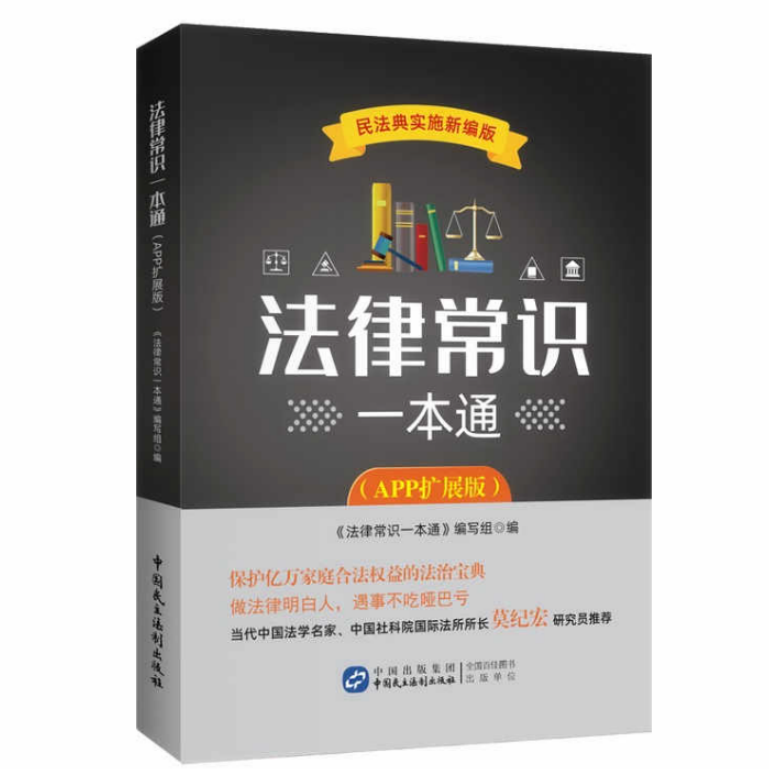 民法典实施新编版
法律常识
一本通
（APP扩展版）
《法律常识一本通》编写组◎编
保护亿万家庭合法权益的法治宝典
做法律明白人，遇事不吃哑巴亏
当代中国法学名家、中国社科院国际法所所长莫纪宏研究员推荐
中国出版集团
中国民主法制出版社
全国百佳图书
出版单位
法律常识一本通（APP扩展版）
《法律常识一本通》编写组◎编
中国民主法制出版社